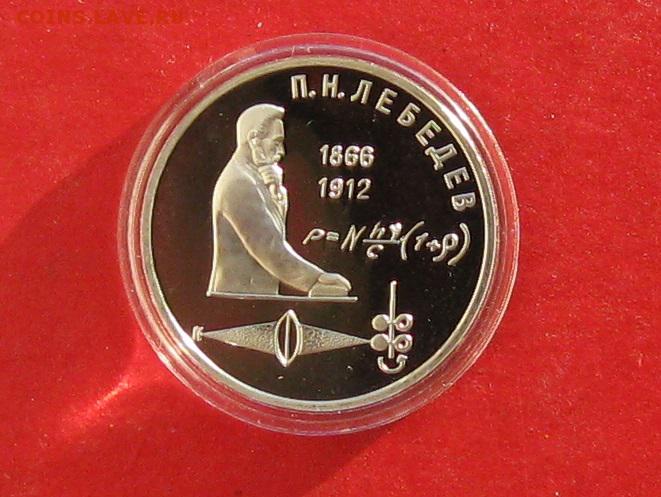 COINS.LAVE.RU
П.Н.ЛЕБЕДЕВ
1866
1912
P=N hν/c (1+ρ)
К